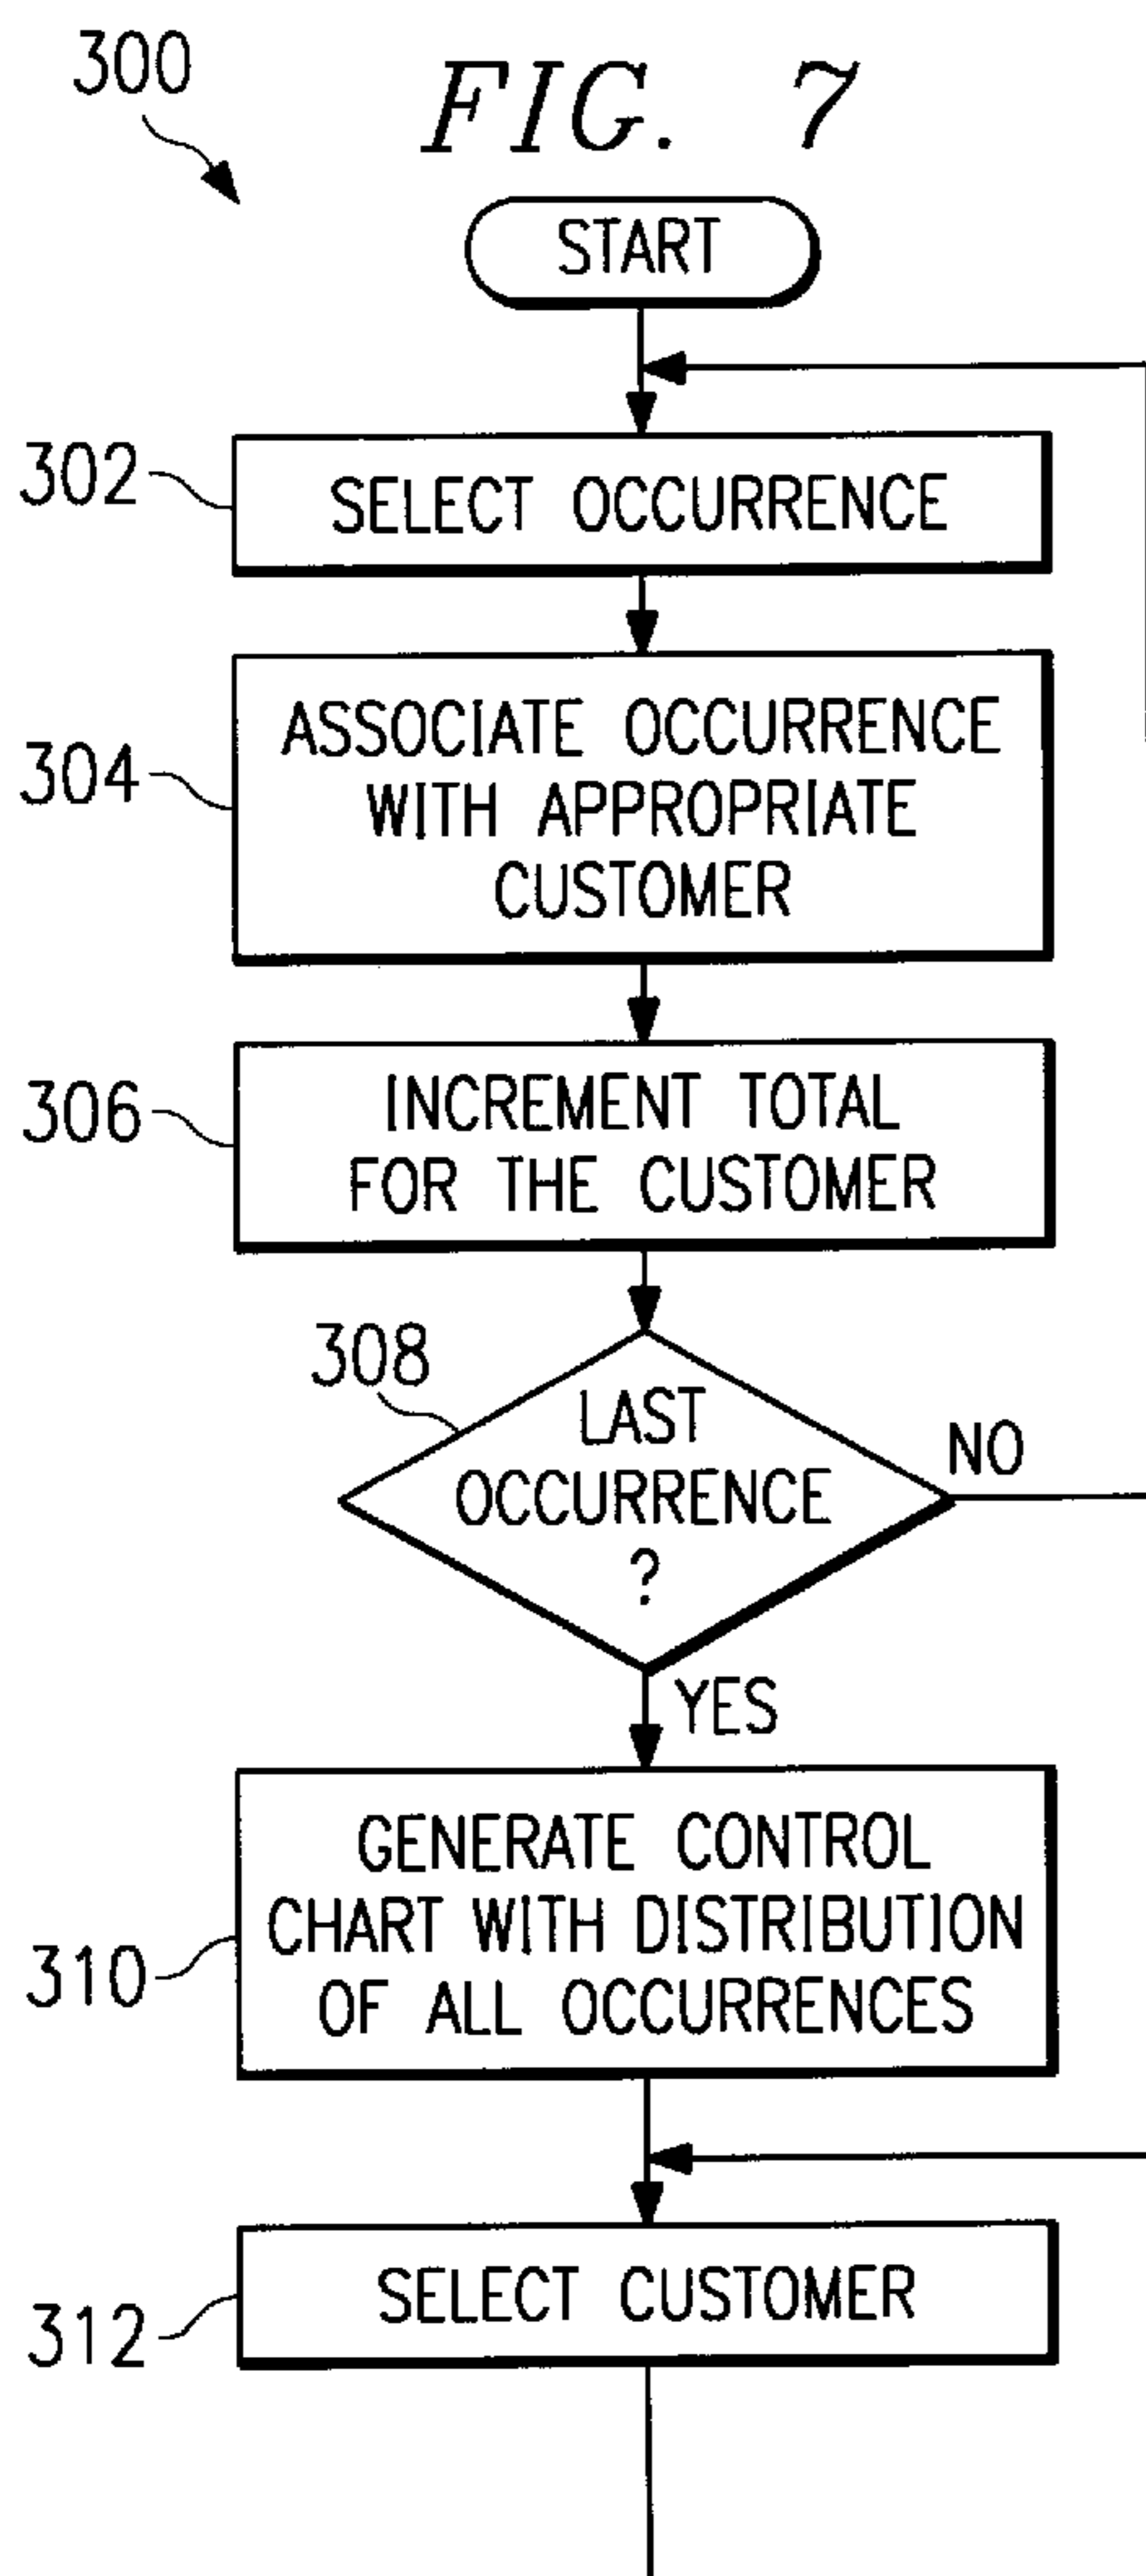 300
FIG. 7
START
302
SELECT OCCURRENCE
304
ASSOCIATE OCCURRENCE
WITH APPROPRIATE
CUSTOMER
306
INCREMENT TOTAL
FOR THE CUSTOMER
308
LAST
OCCURRENCE
?
NO
YES
310
GENERATE CONTROL
CHART WITH DISTRIBUTION
OF ALL OCCURRENCES
312
SELECT CUSTOMER